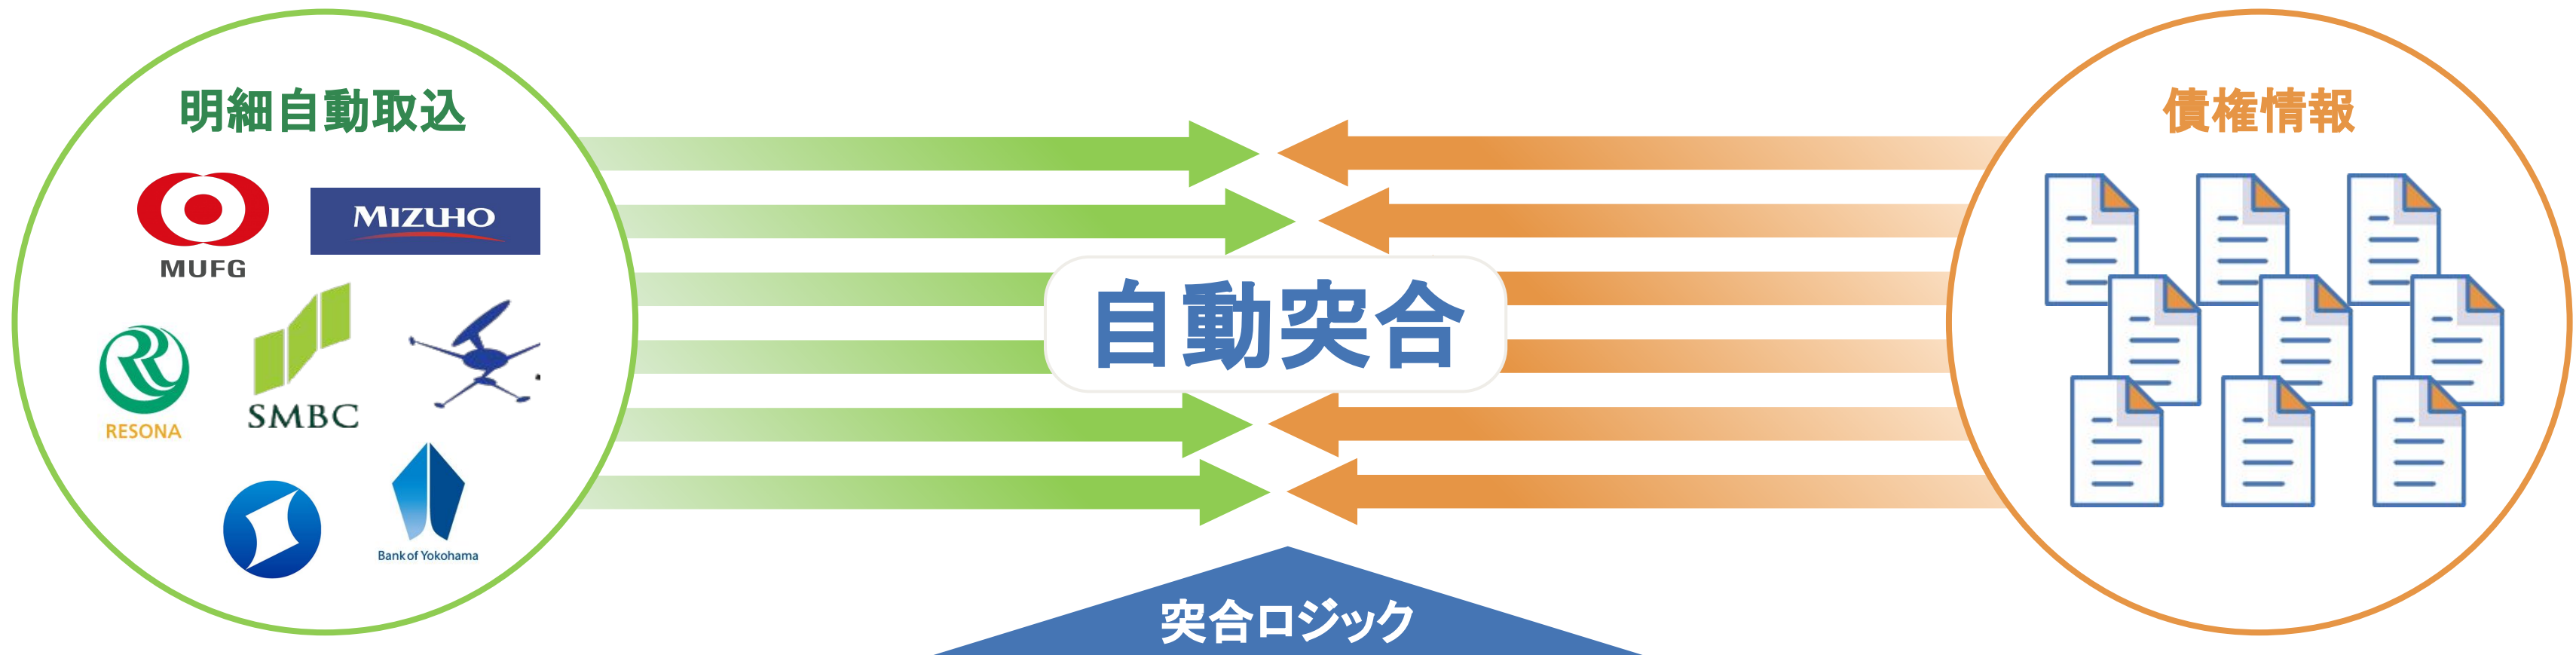 明細自動取込
MUFG
MIZUHO
RESONA
SMBC
Bank of Yokohama
自動突合
債権情報
突合ロジック